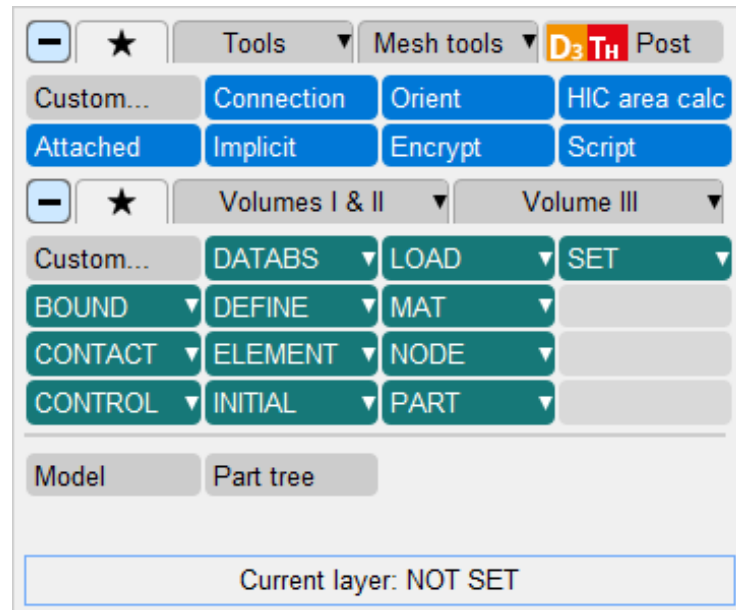 Tools Mesh tools D3 TH Post
Custom... Connection Orient HIC area calc
Attached Implicit Encrypt Script
Volumes I & II Volume III
Custom... DATABS LOAD SET
BOUND DEFINE MAT
CONTACT ELEMENT NODE
CONTROL INITIAL PART
Model Part tree
Current layer: NOT SET